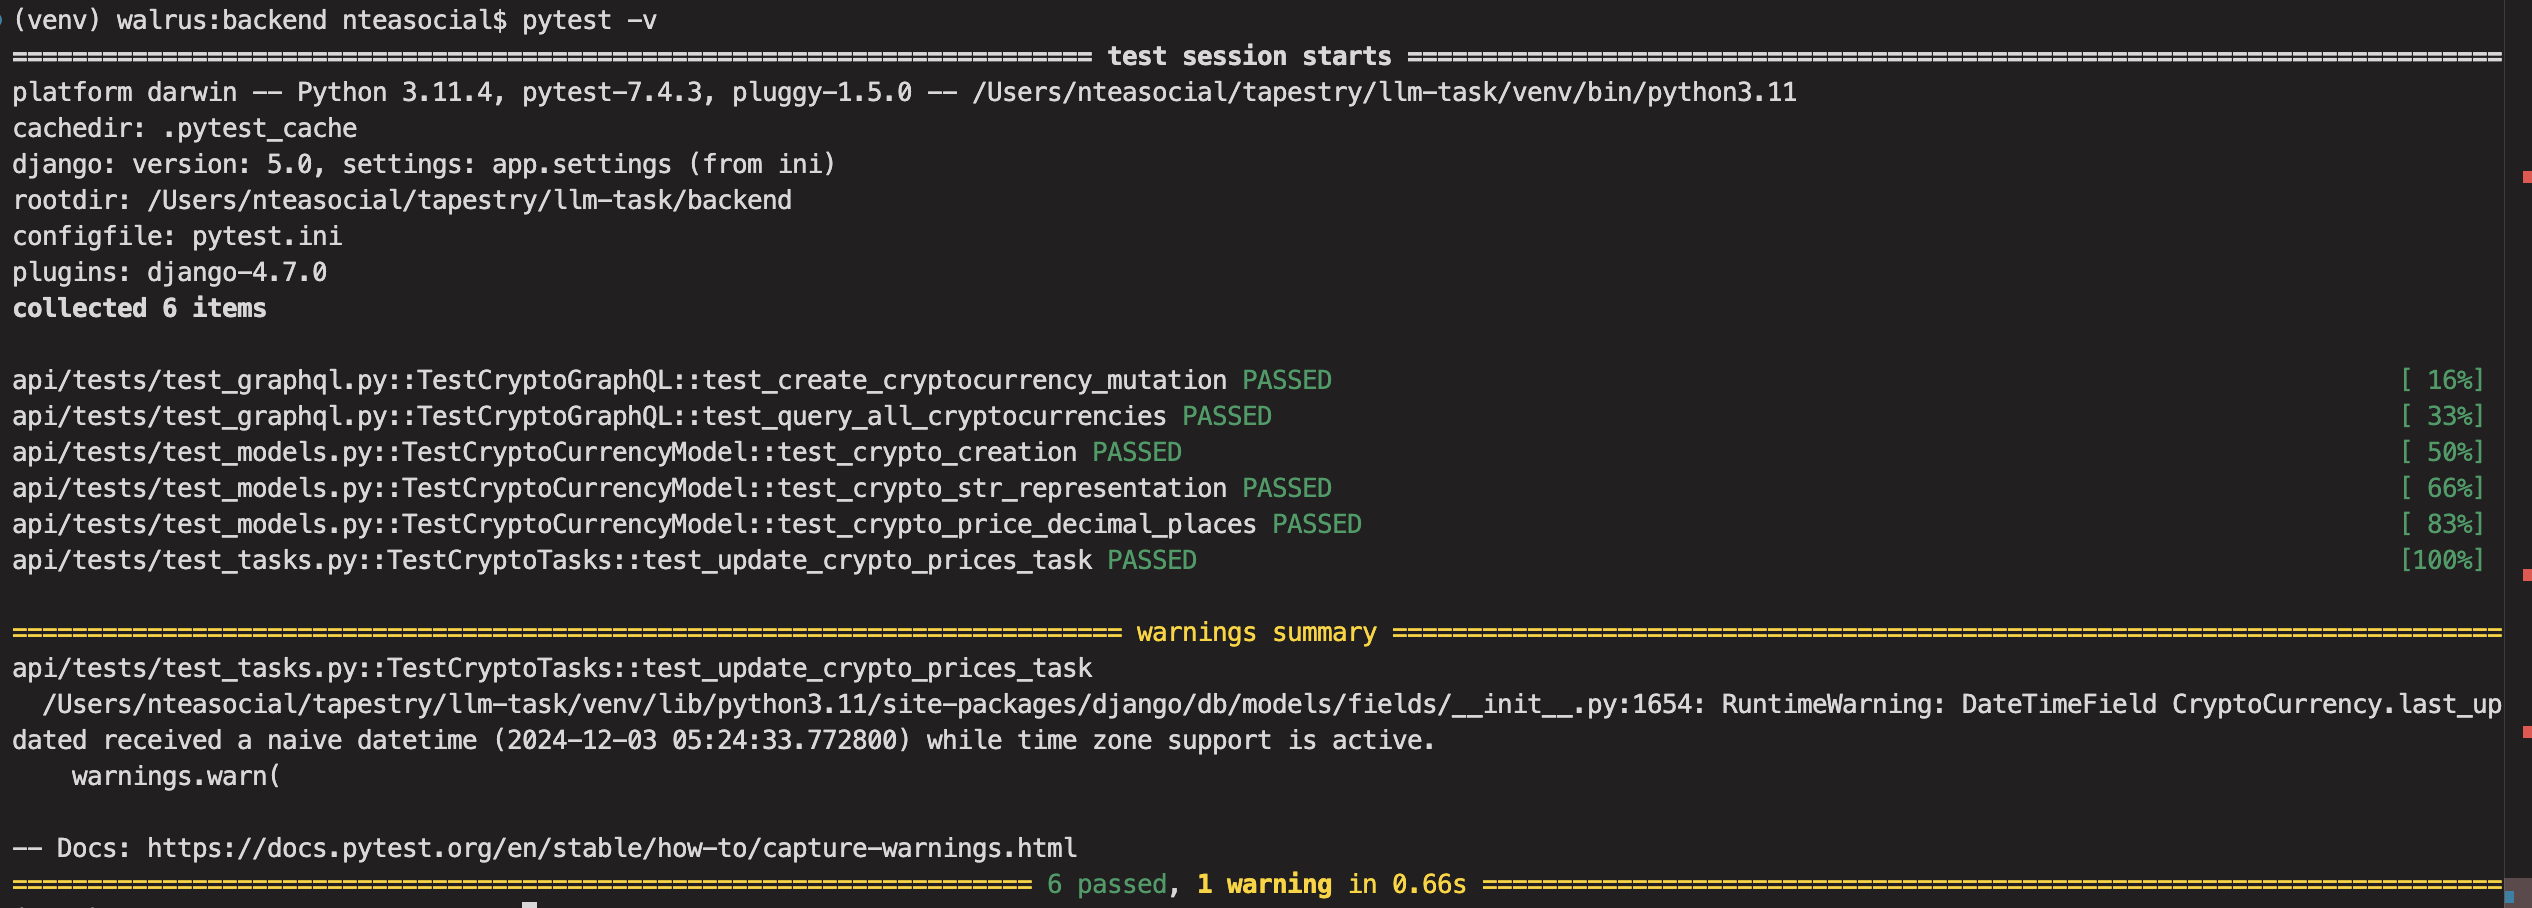 (venv) walrus:backend nteasocial$ pytest -v
======================================================================== test session starts =========================================================================
platform darwin -- Python 3.11.4, pytest-7.4.3, pluggy-1.5.0 -- /Users/nteasocial/tapestry/llm-task/venv/bin/python3.11
cachedir: .pytest_cache
django: version: 5.0, settings: app.settings (from ini)
rootdir: /Users/nteasocial/tapestry/llm-task/backend
configfile: pytest.ini
plugins: django-4.7.0
collected 6 items
api/tests/test_graphql.py::TestCryptoGraphQL::test_create_cryptocurrency_mutation PASSED [ 16%]
api/tests/test_graphql.py::TestCryptoGraphQL::test_query_all_cryptocurrencies PASSED [ 33%]
api/tests/test_models.py::TestCryptoCurrencyModel::test_crypto_creation PASSED [ 50%]
api/tests/test_models.py::TestCryptoCurrencyModel::test_crypto_str_representation PASSED [ 66%]
api/tests/test_models.py::TestCryptoCurrencyModel::test_crypto_price_decimal_places PASSED [ 83%]
api/tests/test_tasks.py::TestCryptoTasks::test_update_crypto_prices_task PASSED [100%]
========================================================================== warnings summary ==========================================================================
api/tests/test_tasks.py::TestCryptoTasks::test_update_crypto_prices_task
  /Users/nteasocial/tapestry/llm-task/venv/lib/python3.11/site-packages/django/db/models/fields/__init__.py:1654: RuntimeWarning: DateTimeField CryptoCurrency.last_up
dated received a naive datetime (2024-12-03 05:24:33.772800) while time zone support is active.
    warnings.warn(
-- Docs: https://docs.pytest.org/en/stable/how-to/capture-warnings.html
==================================================================== 6 passed, 1 warning in 0.66s ====================================================================